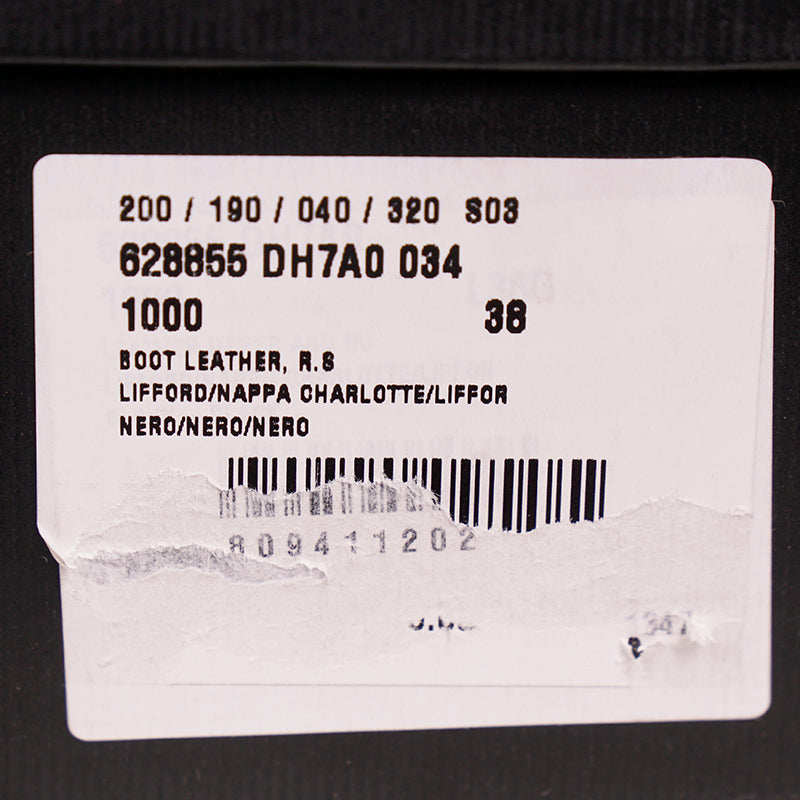 200 / 190 / 040 / 320 S03
628855 DH7A0 034
1000 38
BOOT LEATHER, R.S
LIFFORD/NAPPA CHARLOTTE/LIFFOR
NERO/NERO/NERO
809411202
1347